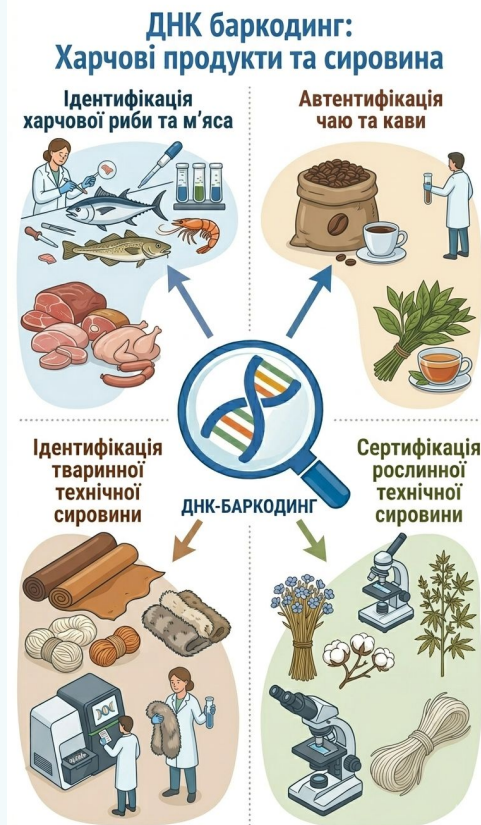 ДНК баркодинг:
Харчові продукти та сировина
Ідентифікація
харчової риби та м’яса
Автентифікація
чаю та кави
Ідентифікація
тваринної
технічної
сировини
ДНК-БАРКОДИНГ
Сертифікація
рослинної
технічної
сировини